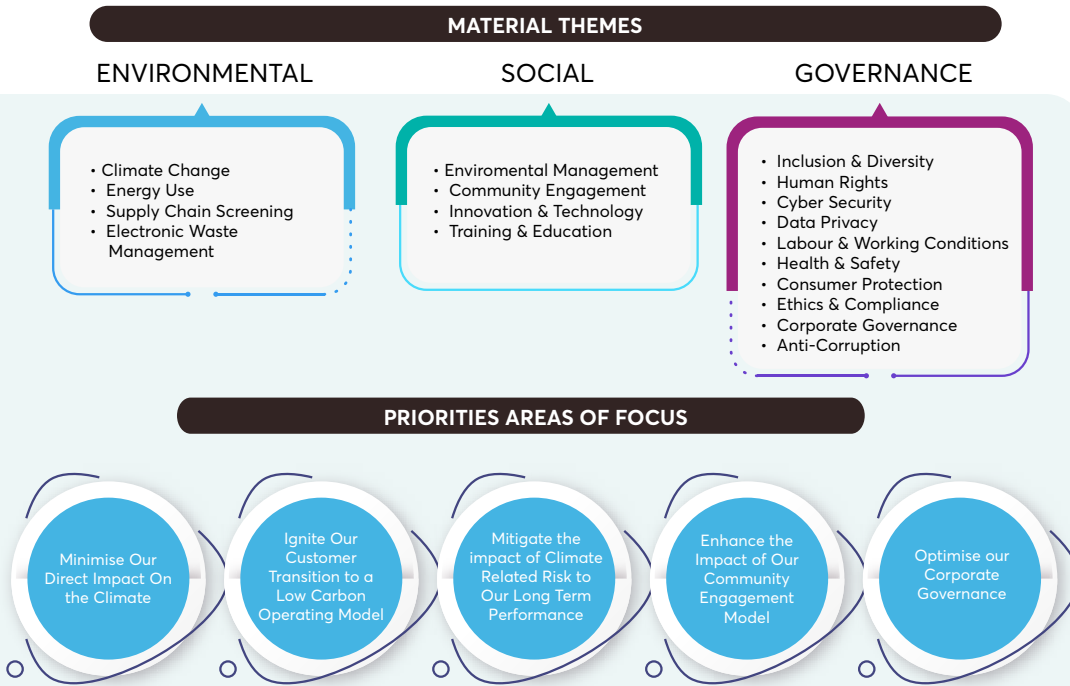 MATERIAL THEMES
ENVIRONMENTAL
• Climate Change
• Energy Use
• Supply Chain Screening
• Electronic Waste
Management
SOCIAL
• Enviromental Management
• Community Engagement
• Innovation & Technology
• Training & Education
GOVERNANCE
• Inclusion & Diversity
• Human Rights
• Cyber Security
• Data Privacy
• Labour & Working Conditions
• Health & Safety
• Consumer Protection
• Ethics & Compliance
• Corporate Governance
• Anti-Corruption
PRIORITIES AREAS OF FOCUS
Minimise Our
Direct Impact On
the Climate
Ignite Our
Customer
Transition to a
Low Carbon
Operating Model
Mitigate the
impact of Climate
Related Risk to
Our Long Term
Performance
Enhance the
Impact of Our
Community
Engagement
Model
Optimise our
Corporate
Governance